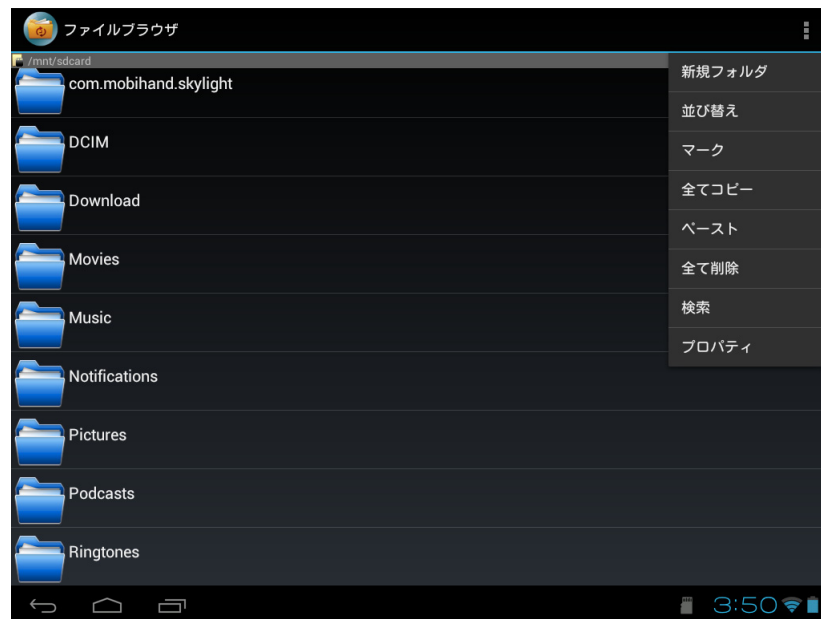 ファイルブラウザ
/mnt/sdcard
com.mobihand.skylight
DCIM
Download
Movies
Music
Notifications
Pictures
Podcasts
Ringtones
新規フォルダ
並び替え
マーク
全てコピー
ペースト
全て削除
検索
プロパティ
3:50